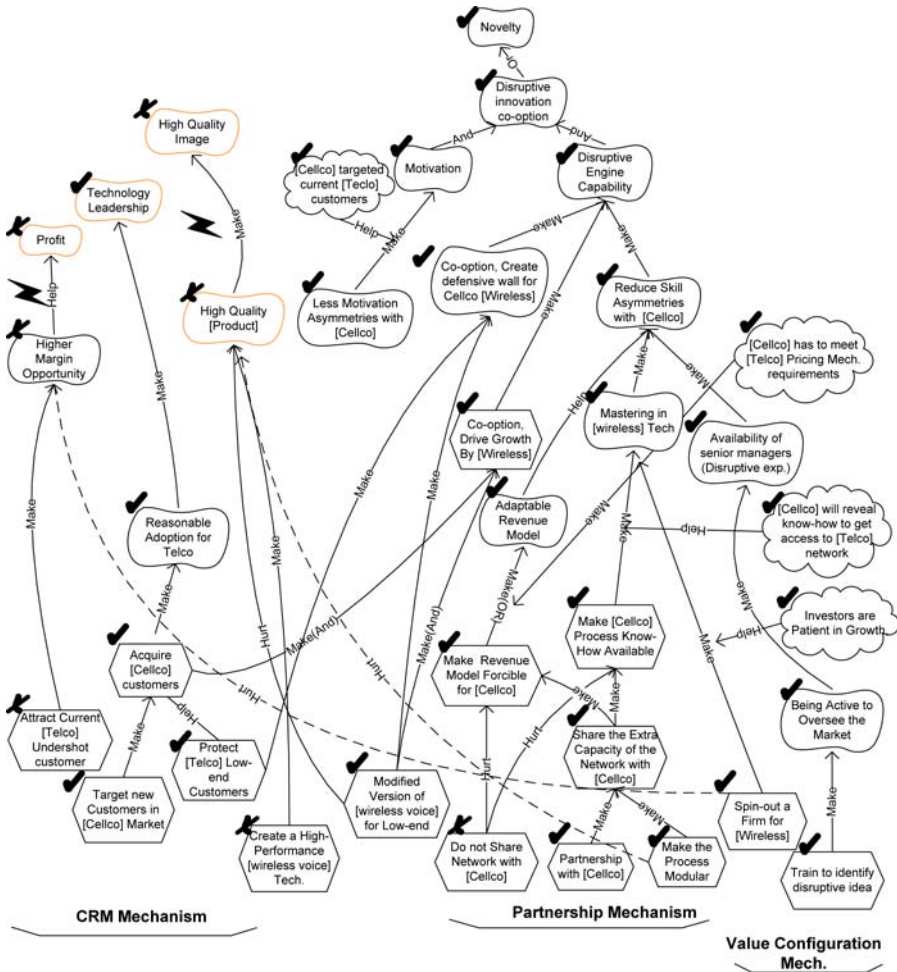 Novelty
Or
Disruptive
innovation
co-option
And
And
High Quality
Image
[Cellco] targeted
current [Teclo]
customers
Motivation
Disruptive
Engine
Capability
Technology
Leadership
Help
Make
Make
Make
Make
Profit
Help
Co-option, Create
defensive wall for
Cellco [Wireless]
Reduce Skill
Asymmetries
with [Cellco]
High Quality
[Product]
Less Motivation
Asymmetries with
[Cellco]
Make
Higher
Margin
Opportunity
[Cellco] has to meet
[Telco] Pricing Mech.
requirements
Make
Make
Make
Help
Mastering in
[wireless] Tech
Co-option,
Drive Growth
By [Wireless]
Availability of
senior managers
(Disruptive exp.)
Make
Make
Make
Make
Reasonable
Adoption for
Telco
Adaptable
Revenue
Model
Make
Make
Help
[Cellco] will reveal
know-how to get
access to [Telco]
network
Make
Make(OR)
Make
Make
Make(And)
Make(And)
Hurt
Hurt
Hurt
Acquire
[Cellco]
customers
Make Revenue
Model Forcible
for [Cellco]
Make [Cellco]
Process Know-
How Available
Help
Make
Investors are
Patient in Growth
Make
Help
Make
Make
Hurt
Hurt
Attract Current
[Telco]
Undershot
customer
Target new
Customers in
[Cellco] Market
Protect
[Telco] Low-
end
Customers
Share the Extra
Capacity of the
Network with
[Cellco]
Being Active to
Oversee the
Market
Create a High-
Performance
[wireless voice]
Tech.
Modified
Version of
[wireless voice]
for Low-end
Make
Make
Spin-out a
Firm for
[Wireless]
Make
Do not Share
Network with
[Cellco]
Partnership
with [Cellco]
Make the
Process
Modular
Train to identify
disruptive idea
CRM Mechanism
Partnership Mechanism
Value Configuration
Mech.